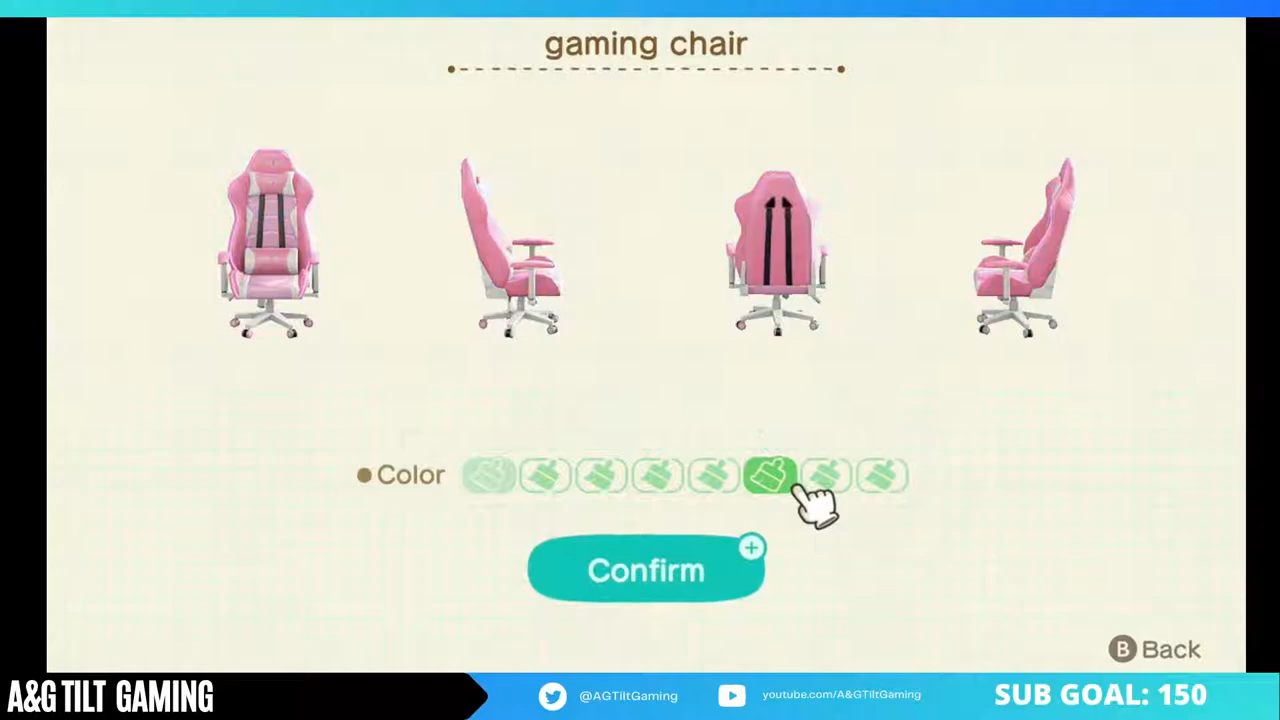 gaming chair
Color
Confirm
B Back
A&G TILT GAMING
@AGTiltGaming
youtube.com/A&GTiltGaming
SUB GOAL: 150